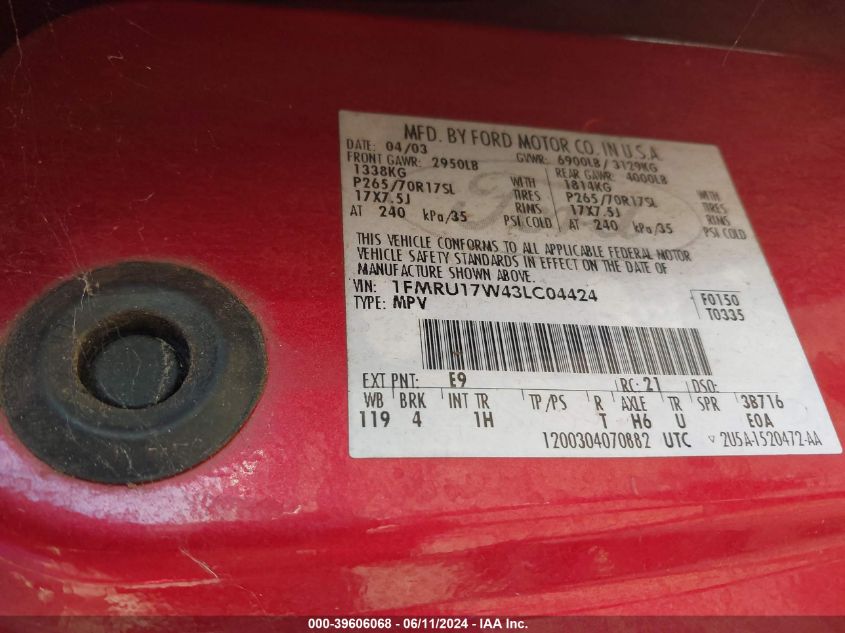 MFD. BY FORD MOTOR CO. IN U.S.A.
DATE: 04/03 GVWR: 6900LB / 3129KG
FRONT GAWR: 2950LB REAR GAWR: 4000LB
1338KG WITH 1814KG WITH
P265/70R17SL TIRES P265/70R17SL TIRES
17X7.5J RIMS 17X7.5J RIMS
AT 240 kPa/35 PSI COLD AT 240 kPa/35 PSI COLD
THIS VEHICLE CONFORMS TO ALL APPLICABLE FEDERAL MOTOR
VEHICLE SAFETY STANDARDS IN EFFECT ON THE DATE OF
MANUFACTURE SHOWN ABOVE.
VIN: 1FMRU17W43LC04424 F0150
TYPE: MPV T0335
EXT PNT: E9 RC: 21 DSO:
WB BRK INT TR TP/PS R AXLE TR SPR 3B716
119 4 1H T H6 U E0A
1200304070882 UTC 2U5A-1520472-AA
000-39606068 - 06/11/2024 - IAA Inc.